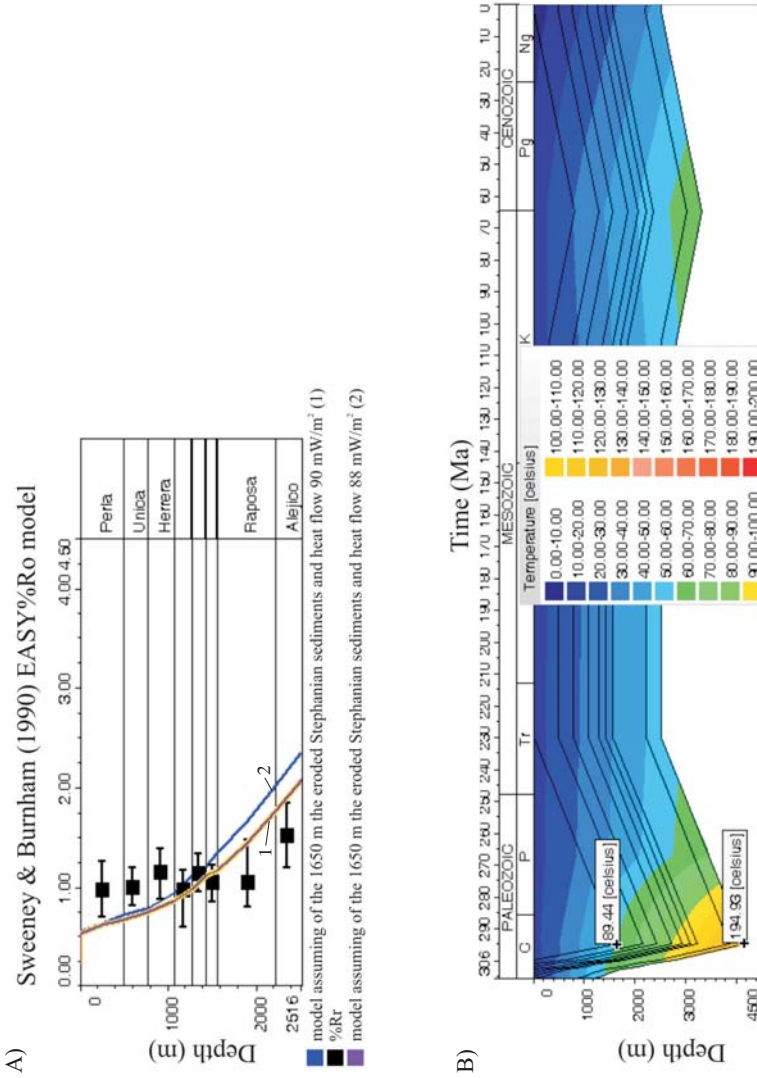 A)
Sweeney & Burnham (1990) EASY%Ro model
0.00 1.00 2.00 3.00 4.00 4.50
Perla
Unica
Herrera
Raposa
Alejico
1
2
0
1000
2000
2516
Depth (m)
model assuming of the 1650 m the eroded Stephanian sediments and heat flow 90 mW/m² (1)
%Rr
model assuming of the 1650 m the eroded Stephanian sediments and heat flow 88 mW/m² (2)
B)
Time (Ma)
306 290 280 270 260 250 240 230 220 210 200 190 180 170 160 150 140 130 120 110 100 90 80 70 60 50 40 30 20 10 0
PALEOZOIC MESOZOIC CENOZOIC
C P Tr K Pg Ng
89.44 [celsius]
194.93 [celsius]
Temperature [celsius]
0.00-10.00 100.00-110.00
10.00-20.00 110.00-120.00
20.00-30.00 120.00-130.00
30.00-40.00 130.00-140.00
40.00-50.00 140.00-150.00
50.00-60.00 150.00-160.00
60.00-70.00 160.00-170.00
70.00-80.00 170.00-180.00
80.00-90.00 180.00-190.00
90.00-100.00 190.00-200.00
0
1000
2000
3000
4500
Depth (m)